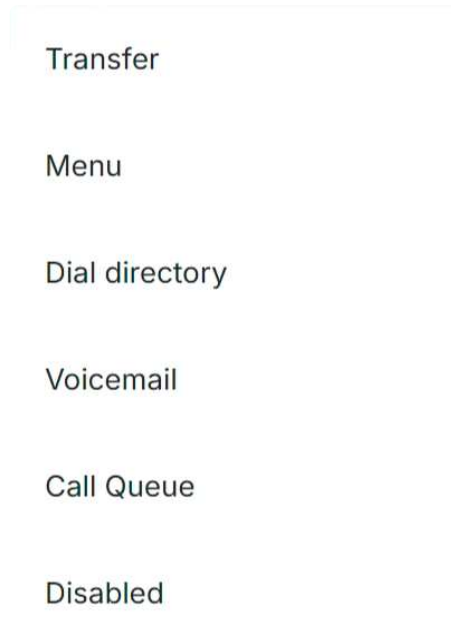 Transfer
Menu
Dial directory
Voicemail
Call Queue
Disabled